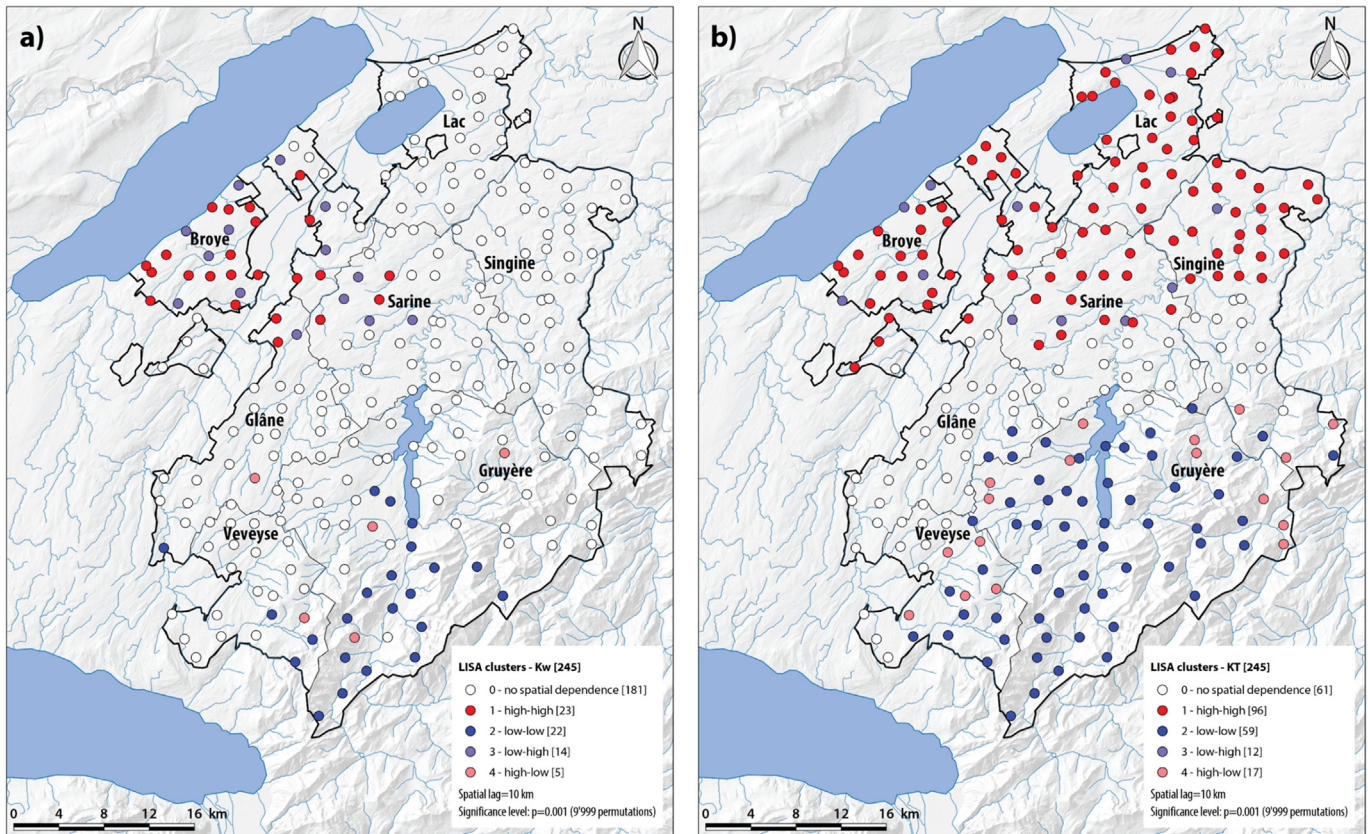 a)
N
Lac
Broye
Singine
Sarine
Glâne
Gruyère
Veveyse
LISA clusters - Kw [245]
0 - no spatial dependence [181]
1 - high-high [23]
2 - low-low [22]
3 - low-high [14]
4 - high-low [5]
Spatial lag=10 km
Significance level: p=0.001 (9'999 permutations)
0 4 8 12 16 km
b)
N
Lac
Broye
Singine
Sarine
Glâne
Gruyère
Veveyse
LISA clusters - KT [245]
0 - no spatial dependence [61]
1 - high-high [96]
2 - low-low [59]
3 - low-high [12]
4 - high-low [17]
Spatial lag=10 km
Significance level: p=0.001 (9'999 permutations)
0 4 8 12 16 km